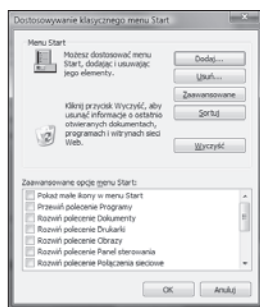 Dostosowywanie klasycznego menu Start
Menu Start
Możesz dostosować menu
Start, dodając i usuwając
jego elementy.
Dodaj...
Usuń...
Zaawansowane
Kliknij przycisk Wyczyść, aby
usunąć informacje o ostatnio
otwieranych dokumentach,
programach i witrynach sieci
Web.
Sortuj
Wyczyść
Zaawansowane opcje menu Start:
Pokaż małe ikony w menu Start
Przewiń polecenie Programy
Rozwiń polecenie Dokumenty
Rozwiń polecenie Drukarki
Rozwiń polecenie Obrazy
Rozwiń polecenie Panel sterowania
Rozwiń polecenie Połączenia sieciowe
OK
Anuluj